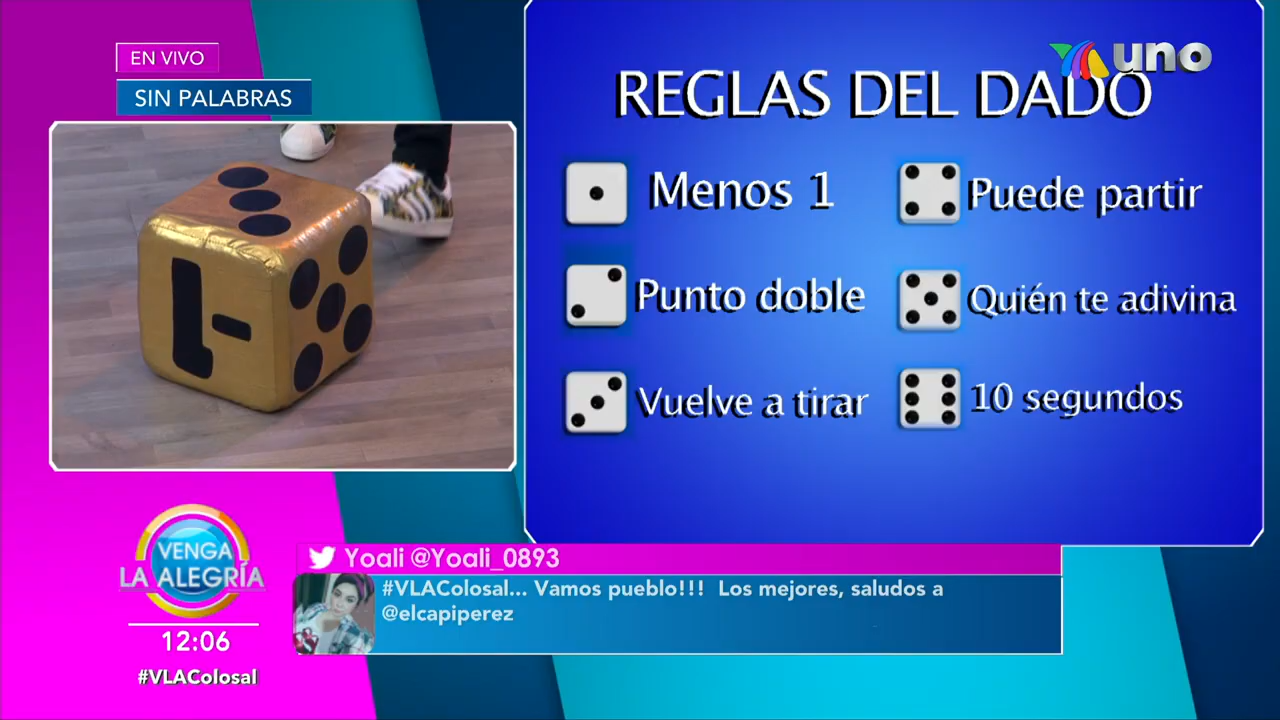 EN VIVO
SIN PALABRAS
uno
REGLAS DEL DADO
Menos 1
Punto doble
Vuelve a tirar
Puede partir
Quién te adivina
10 segundos
-1
VENGA
LA ALEGRÍA
12:06
#VLAColosal
Yoali @Yoali_0893
#VLAColosal... Vamos pueblo!!! Los mejores, saludos a
@elcapiperez